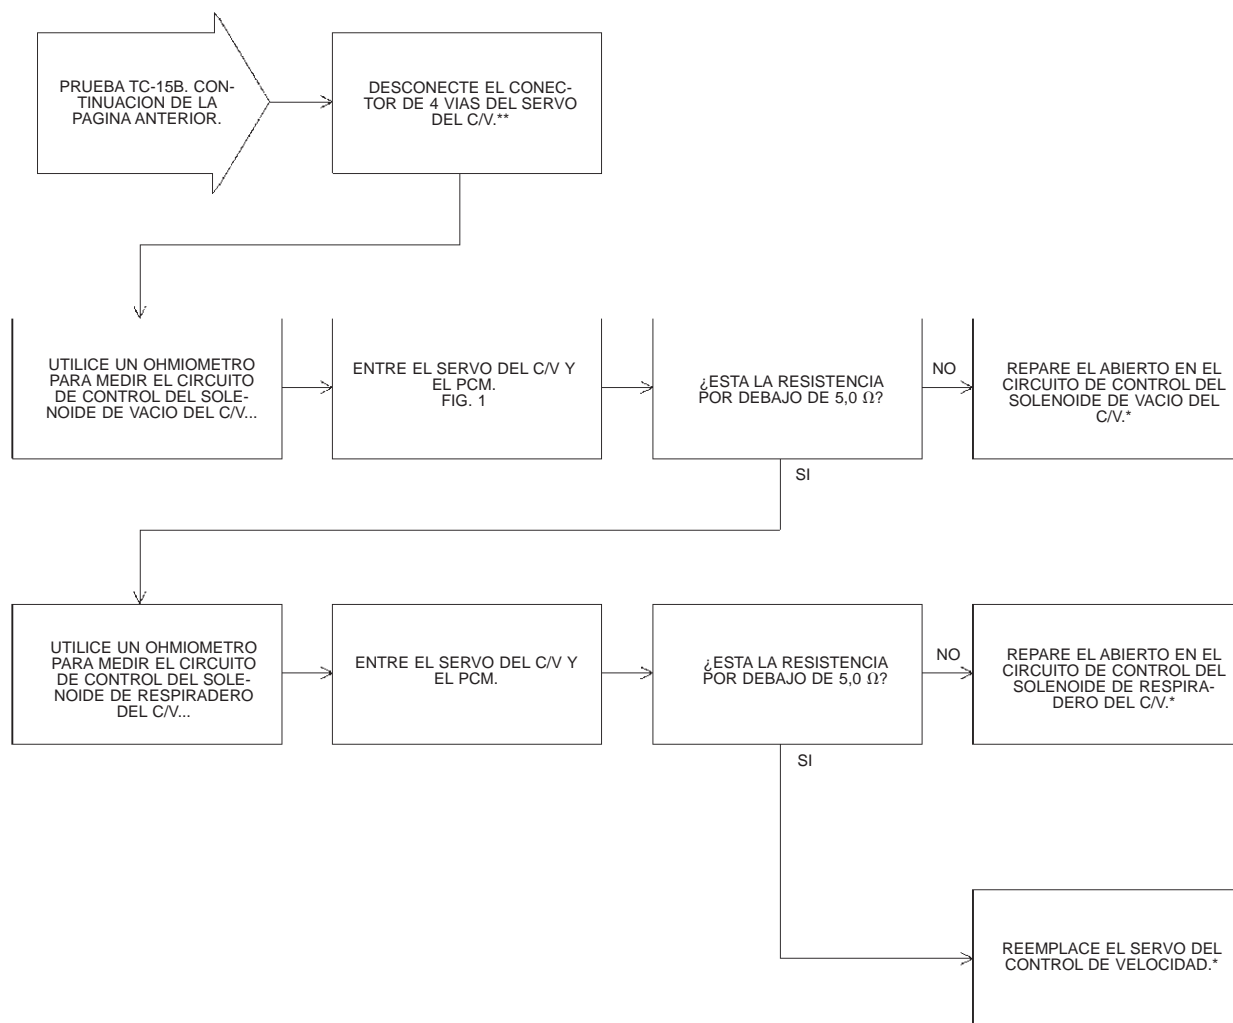 PRUEBA TC-15B. CON-
TINUACION DE LA
PAGINA ANTERIOR.
DESCONECTE EL CONEC-
TOR DE 4 VIAS DEL SERVO
DEL C/V.**
UTILICE UN OHMIOMETRO
PARA MEDIR EL CIRCUITO
DE CONTROL DEL SOLE-
NOIDE DE VACIO DEL C/V...
ENTRE EL SERVO DEL C/V Y
EL PCM.
FIG. 1
¿ESTA LA RESISTENCIA
POR DEBAJO DE 5,0 Ω?
NO
REPARE EL ABIERTO EN EL
CIRCUITO DE CONTROL DEL
SOLENOIDE DE VACIO DEL
C/V.*
SI
UTILICE UN OHMIOMETRO
PARA MEDIR EL CIRCUITO
DE CONTROL DEL SOLE-
NOIDE DE RESPIRADERO
DEL C/V...
ENTRE EL SERVO DEL C/V Y
EL PCM.
¿ESTA LA RESISTENCIA
POR DEBAJO DE 5,0 Ω?
NO
REPARE EL ABIERTO EN EL
CIRCUITO DE CONTROL DEL
SOLENOIDE DE RESPIRA-
DERO DEL C/V.*
SI
REEMPLACE EL SERVO DEL
CONTROL DE VELOCIDAD.*